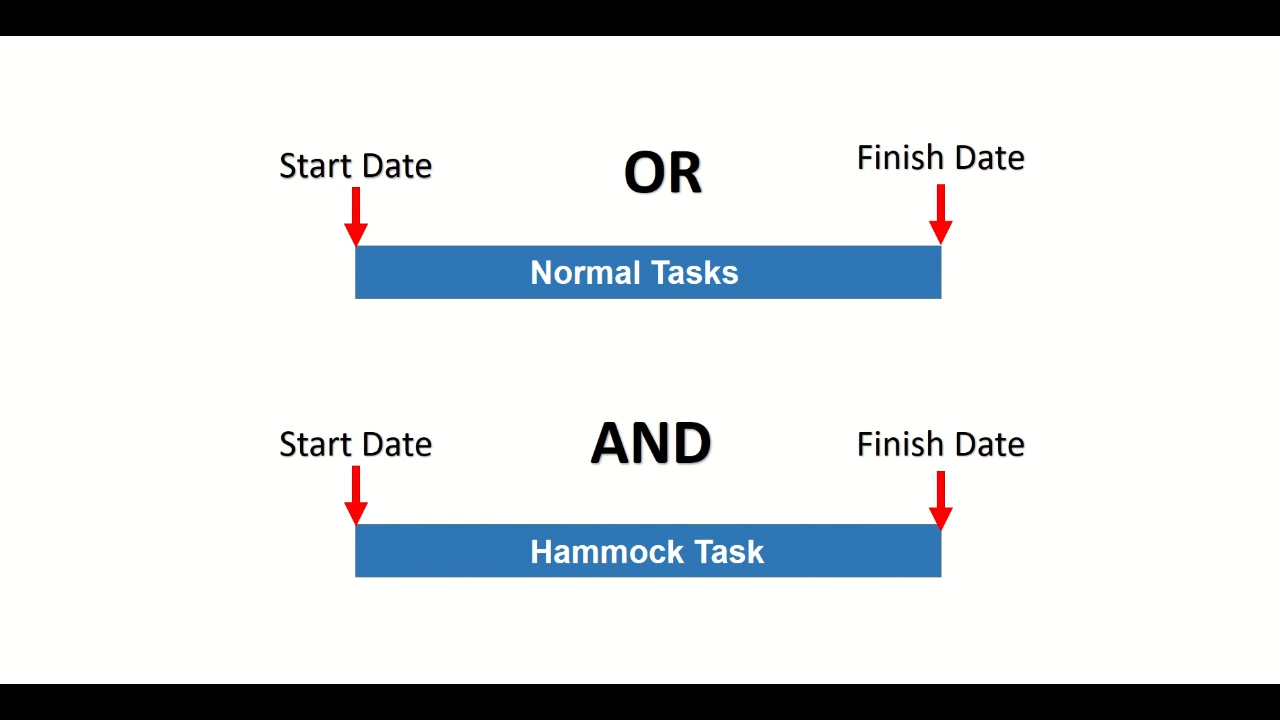 Start Date OR Finish Date
Normal Tasks
Start Date AND Finish Date
Hammock Task